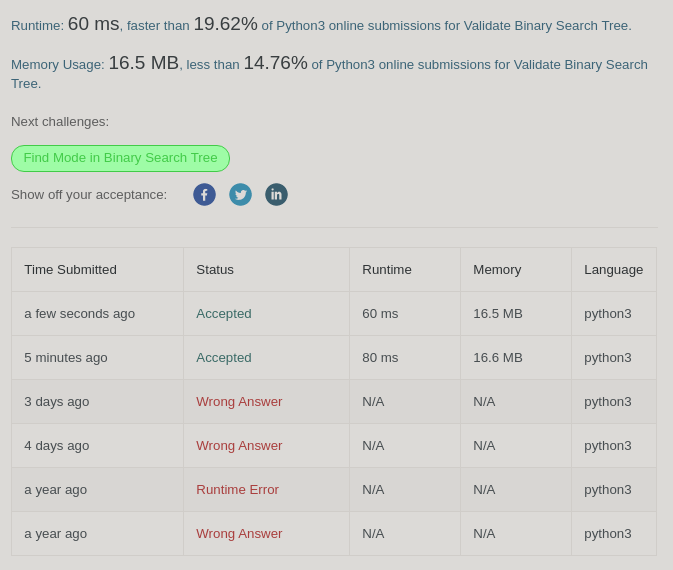 Runtime: 60 ms, faster than 19.62% of Python3 online submissions for Validate Binary Search Tree.
Memory Usage: 16.5 MB, less than 14.76% of Python3 online submissions for Validate Binary Search
Tree.
Next challenges:
Find Mode in Binary Search Tree
Show off your acceptance:
Time Submitted Status Runtime Memory Language
a few seconds ago Accepted 60 ms 16.5 MB python3
5 minutes ago Accepted 80 ms 16.6 MB python3
3 days ago Wrong Answer N/A N/A python3
4 days ago Wrong Answer N/A N/A python3
a year ago Runtime Error N/A N/A python3
a year ago Wrong Answer N/A N/A python3